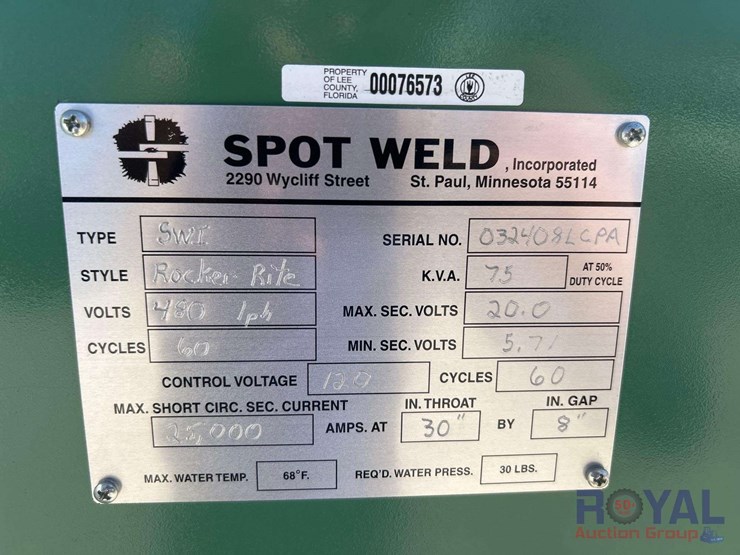 PROPERTY OF LEE COUNTY, FLORIDA 00076573
SPOT WELD, Incorporated
2290 Wycliff Street St. Paul, Minnesota 55114
TYPE SWI SERIAL NO. 032408LCPA
STYLE Rocker-Rite K.V.A. 75 AT 50% DUTY CYCLE
VOLTS 480 1ph MAX. SEC. VOLTS 20.0
CYCLES 60 MIN. SEC. VOLTS 5.71
CONTROL VOLTAGE 120 CYCLES 60
MAX. SHORT CIRC. SEC. CURRENT IN. THROAT IN. GAP
25,000 AMPS. AT 30" BY 8"
MAX. WATER TEMP. 68°F. REQ'D. WATER PRESS. 30 LBS.
ROYAL
Auction Group